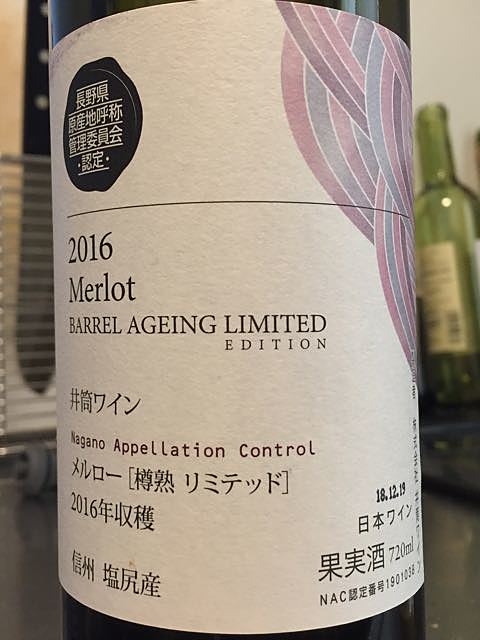 長野県
原産地呼称
管理委員会
・認定・
2016
Merlot
BARREL AGEING LIMITED
EDITION
井筒ワイン
Nagano Appellation Control
メルロー［樽熟 リミテッド］
2016年収穫
信州 塩尻産
18.12.19
日本ワイン
果実酒 720ml
NAC認定番号1901036